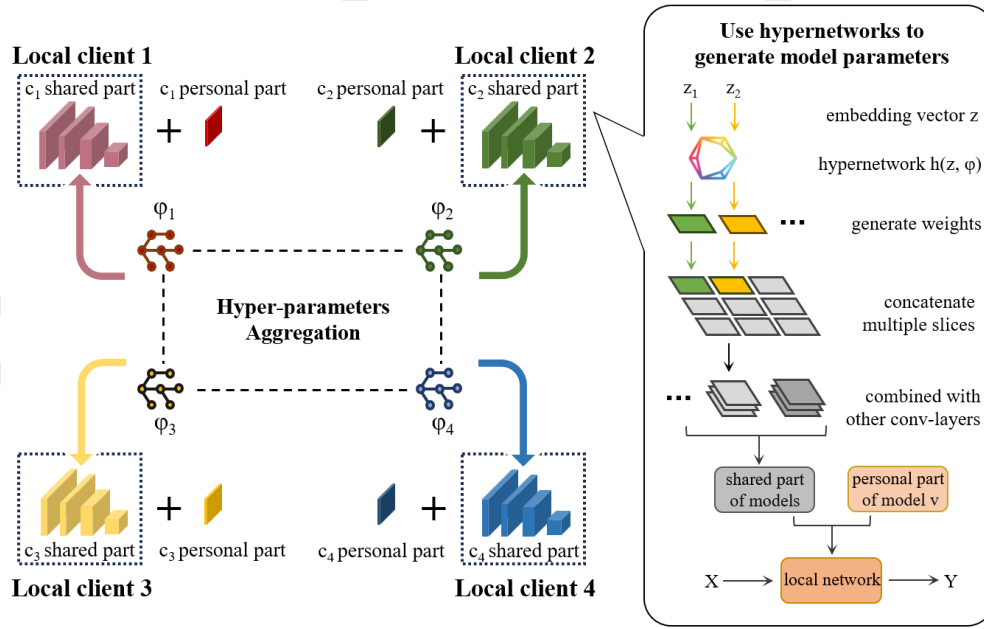 Local client 1
c₁ shared part
c₁ personal part
c₂ personal part
Local client 2
c₂ shared part
φ₁
φ₂
Hyper-parameters
Aggregation
φ₃
φ₄
c₃ shared part
c₃ personal part
c₄ personal part
c₄ shared part
Local client 3
Local client 4
Use hypernetworks to
generate model parameters
z₁ z₂
embedding vector z
hypernetwork h(z, φ)
generate weights
concatenate
multiple slices
combined with
other conv-layers
shared part
of models
personal part
of model v
X
local network
Y